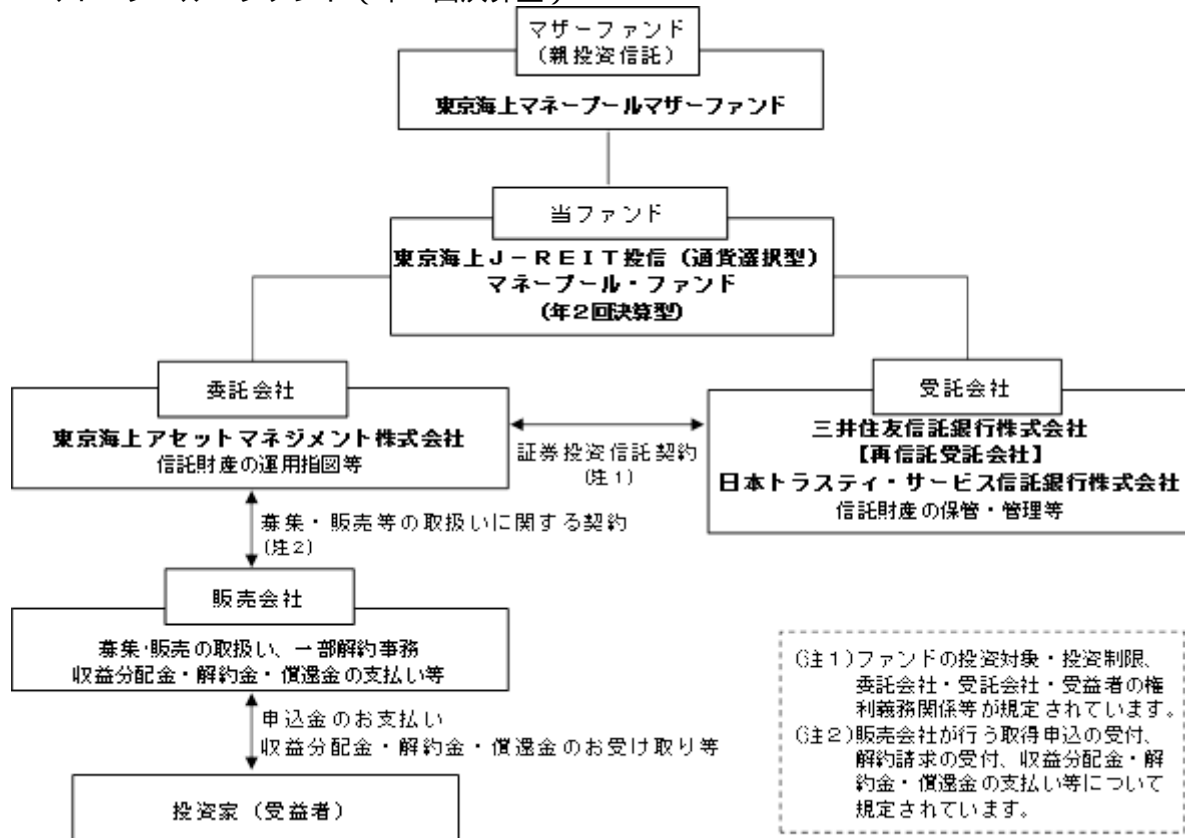 マザーファンド
(親投資信託)
東京海上マネープールマザーファンド
当ファンド
東京海上J-REIT投信(通貨選択型)
マネープール・ファンド
(年2回決算型)
委託会社
東京海上アセットマネジメント株式会社
信託財産の運用指図等
証券投資信託契約
(注1)
受託会社
三井住友信託銀行株式会社
【再信託受託会社】
日本トラスティ・サービス信託銀行株式会社
信託財産の保管・管理等
募集・販売等の取扱いに関する契約
(注2)
販売会社
募集・販売の取扱い、一部解約事務
収益分配金・解約金・償還金の支払い等
申込金のお支払い
収益分配金・解約金・償還金のお受け取り等
投資家(受益者)
(注1)ファンドの投資対象・投資制限、
委託会社・受託会社・受益者の権
利義務関係等が規定されています。
(注2)販売会社が行う取得申込の受付、
解約請求の受付、収益分配金・解
約金・償還金の支払い等について
規定されています。